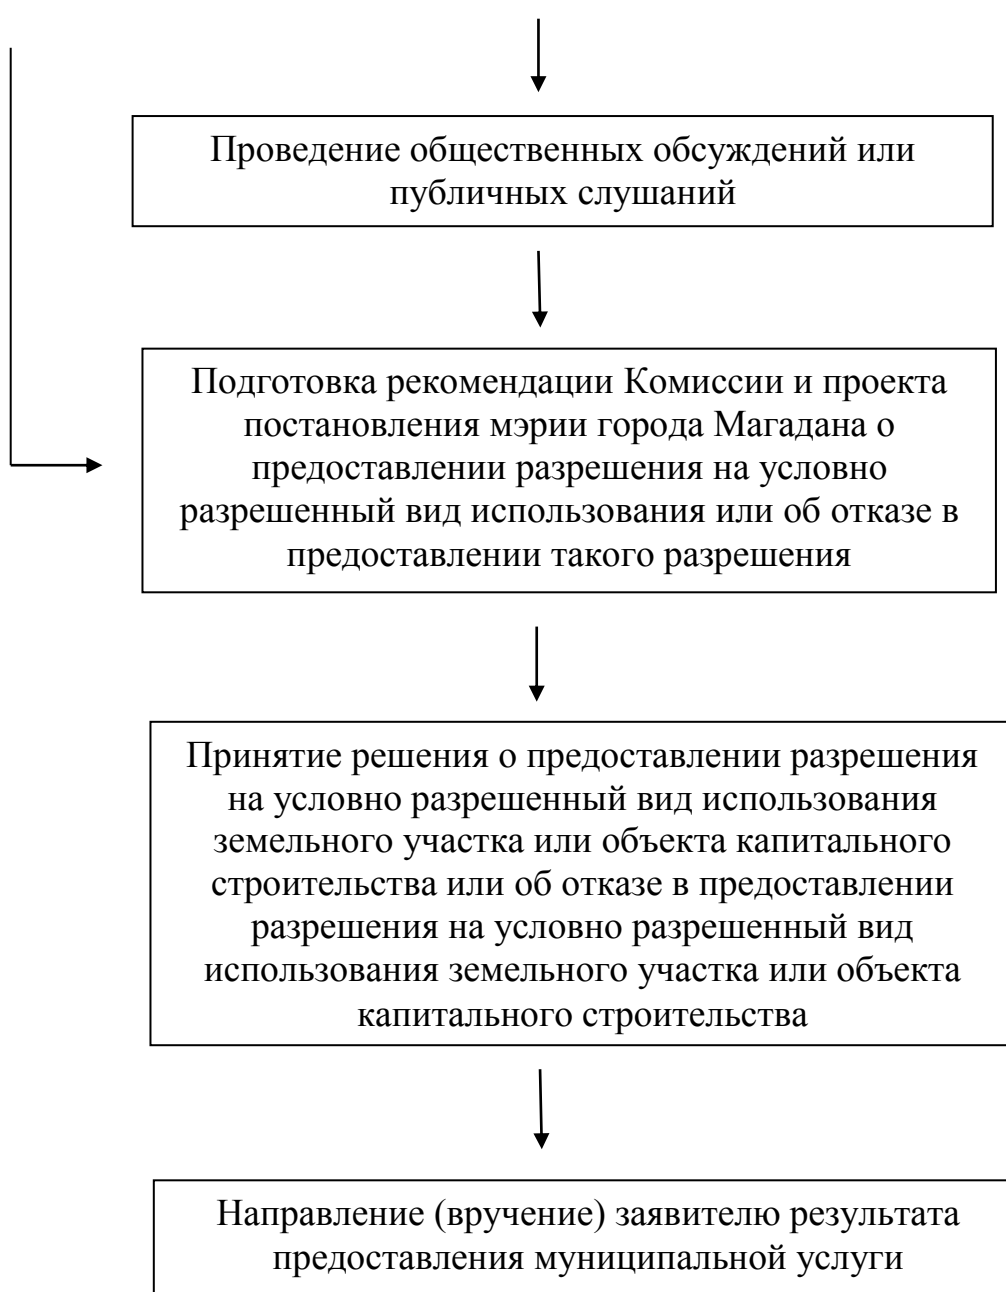 Проведение общественных обсуждений или
публичных слушаний
Подготовка рекомендации Комиссии и проекта
постановления мэрии города Магадана о
предоставлении разрешения на условно
разрешенный вид использования или об отказе в
предоставлении такого разрешения
Принятие решения о предоставлении разрешения
на условно разрешенный вид использования
земельного участка или объекта капитального
строительства или об отказе в предоставлении
разрешения на условно разрешенный вид
использования земельного участка или объекта
капитального строительства
Направление (вручение) заявителю результата
предоставления муниципальной услуги